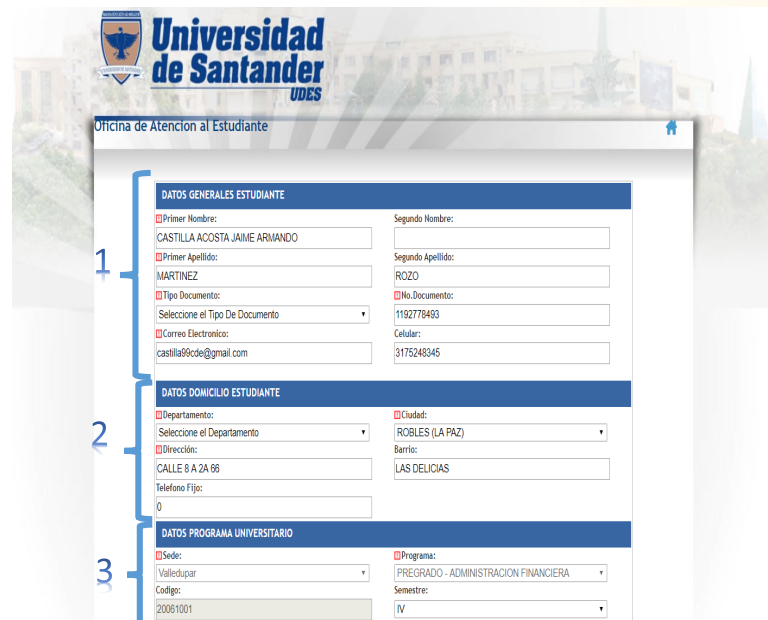 Universidad
de Santander
UDES
Oficina de Atencion al Estudiante
1
DATOS GENERALES ESTUDIANTE
Primer Nombre: Segundo Nombre:
CASTILLA ACOSTA JAIME ARMANDO
Primer Apellido: Segundo Apellido:
MARTINEZ ROZO
Tipo Documento: No.Documento:
Seleccione el Tipo De Documento 1192778493
Correo Electronico: Celular:
castilla99cde@gmail.com 3175248345
2
DATOS DOMICILIO ESTUDIANTE
Departamento: Ciudad:
Seleccione el Departamento ROBLES (LA PAZ)
Dirección: Barrio:
CALLE 8 A 2A 66 LAS DELICIAS
Telefono Fijo:
0
3
DATOS PROGRAMA UNIVERSITARIO
Sede: Programa:
Valledupar PREGRADO - ADMINISTRACION FINANCIERA
Codigo: Semestre:
20061001 IV